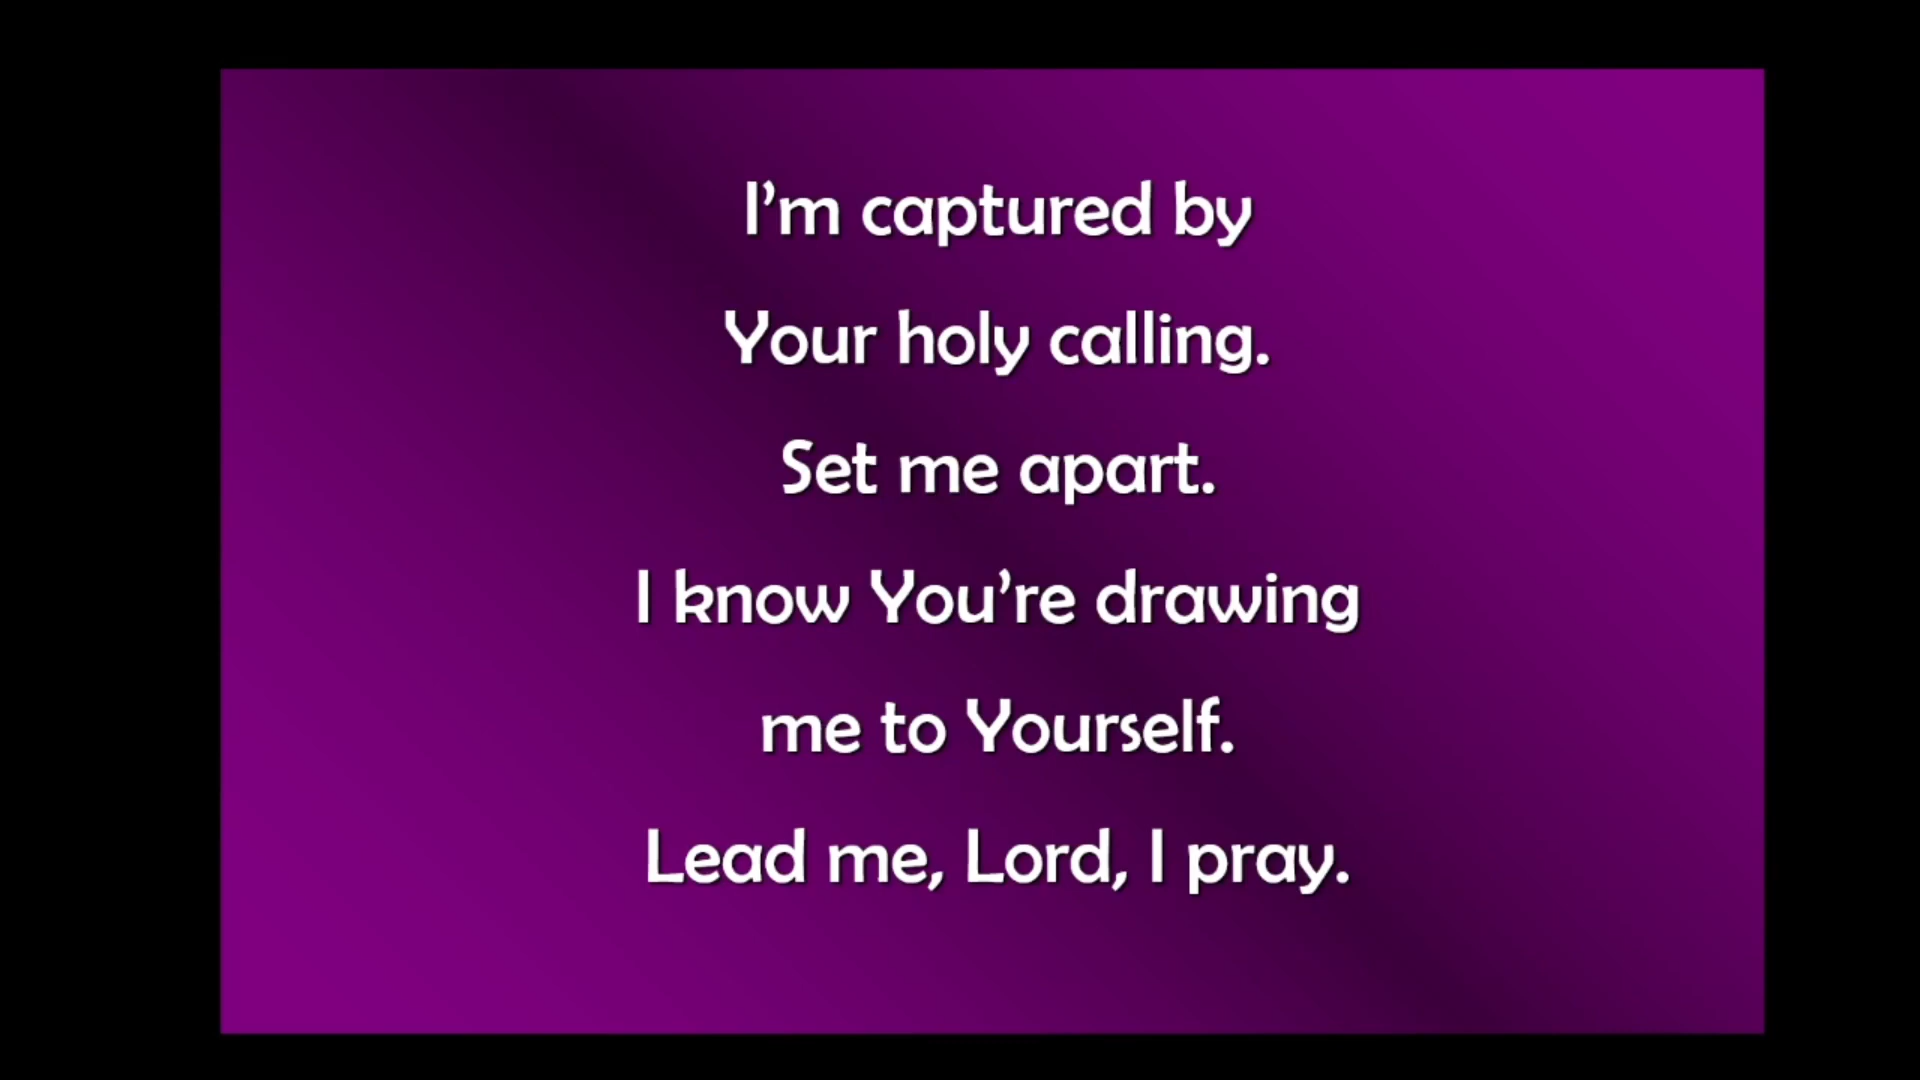 I’m captured by
Your holy calling.
Set me apart.
I know You’re drawing
me to Yourself.
Lead me, Lord, I pray.